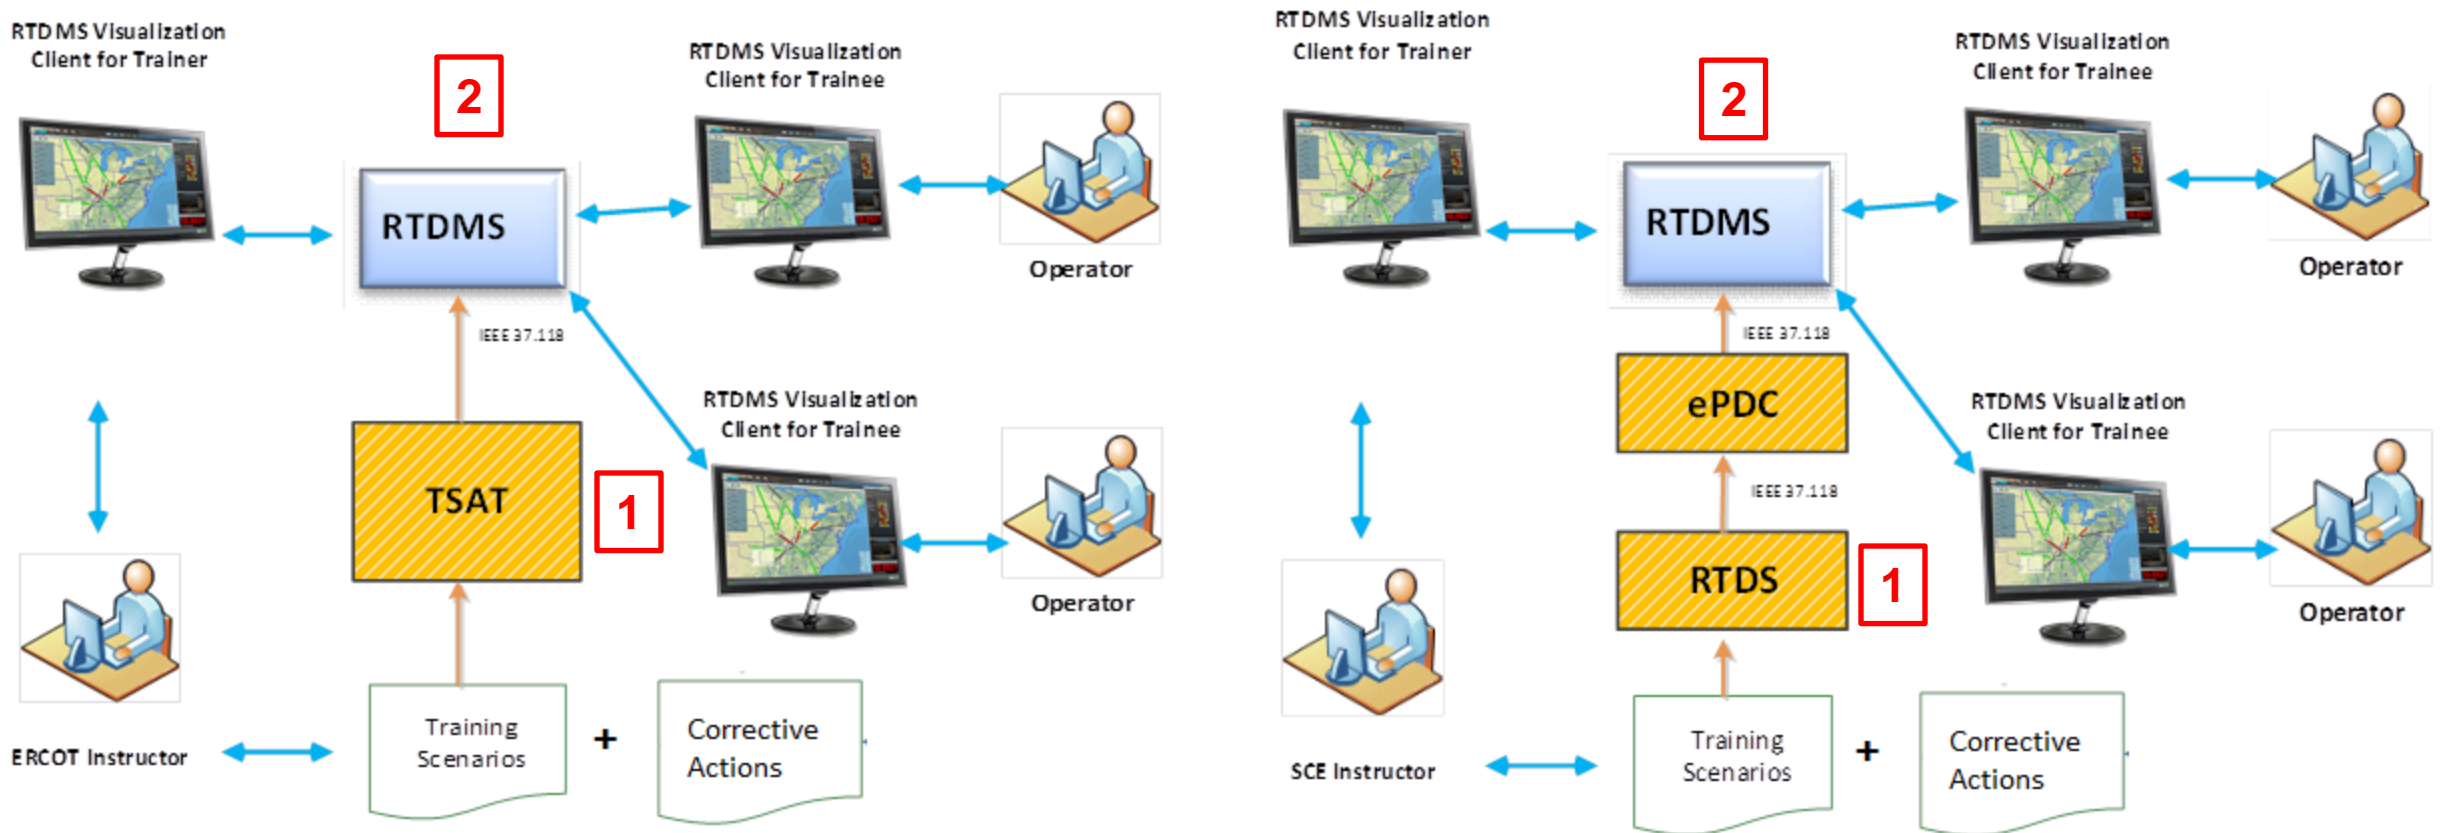 RTDMS Visualization
Client for Trainer
2
RTDMS Visualization
Client for Trainee
RTDMS
Operator
IEEE 37.118
RTDMS Visualization
Client for Trainee
TSAT
1
Operator
ERCOT Instructor
Training
Scenarios
+
Corrective
Actions
RTDMS Visualization
Client for Trainer
2
RTDMS Visualization
Client for Trainee
RTDMS
Operator
IEEE 37.118
ePDC
RTDMS Visualization
Client for Trainee
IEEE 37.118
RTDS
1
Operator
SCE Instructor
Training
Scenarios
+
Corrective
Actions